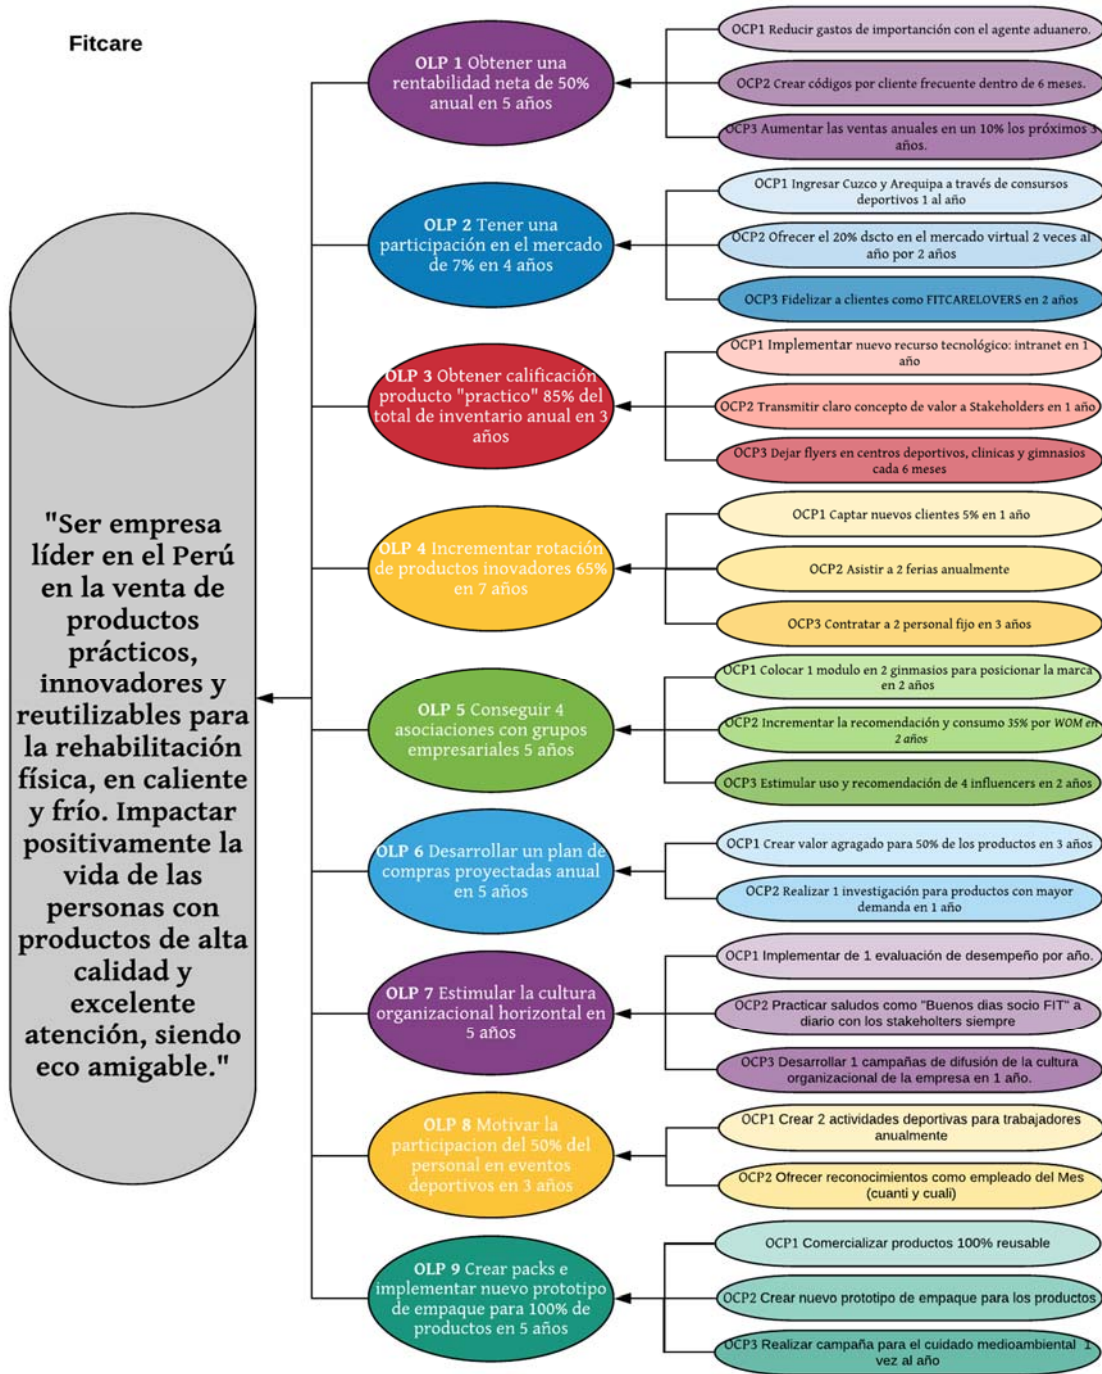 Fitcare
"Ser empresa
líder en el Perú
en la venta de
productos
prácticos,
innovadores y
reutilizables para
la rehabilitación
física, en caliente
y frío. Impactar
positivamente la
vida de las
personas con
productos de alta
calidad y
excelente
atención, siendo
eco amigable."
OLP 1 Obtener una
rentabilidad neta de 50%
anual en 5 años
OCP1 Reducir gastos de importanción con el agente aduanero.
OCP2 Crear códigos por cliente frecuente dentro de 6 meses.
OCP3 Aumentar las ventas anuales en un 10% los próximos 3
años.
OLP 2 Tener una
participación en el mercado
de 7% en 4 años
OCP1 Ingresar Cuzco y Arequipa a través de consursos
deportivos 1 al año
OCP2 Ofrecer el 20% dscto en el mercado virtual 2 veces al
año por 2 años
OCP3 Fidelizar a clientes como FITCARELOVERS en 2 años
OLP 3 Obtener calificación
producto "practico" 85% del
total de inventario anual en 3
años
OCP1 Implementar nuevo recurso tecnológico: intranet en 1
año
OCP2 Transmitir claro concepto de valor a Stakeholders en 1 año
OCP3 Dejar flyers en centros deportivos, clinicas y gimnasios
cada 6 meses
OLP 4 Incrementar rotación
de productos inovadores 65%
en 7 años
OCP1 Captar nuevos clientes 5% en 1 año
OCP2 Asistir a 2 ferias anualmente
OCP3 Contratar a 2 personal fijo en 3 años
OLP 5 Conseguir 4
asociaciones con grupos
empresariales 5 años
OCP1 Colocar 1 modulo en 2 ginmasios para posicionar la marca
en 2 años
OCP2 Incrementar la recomendación y consumo 35% por WOM en
2 años
OCP3 Estimular uso y recomendación de 4 influencers en 2 años
OLP 6 Desarrollar un plan de
compras proyectadas anual
en 5 años
OCP1 Crear valor agragado para 50% de los productos en 3 años
OCP2 Realizar 1 investigación para productos con mayor
demanda en 1 año
OLP 7 Estimular la cultura
organizacional horizontal en
5 años
OCP1 Implementar de 1 evaluación de desempeño por año.
OCP2 Practicar saludos como "Buenos dias socio FIT" a
diario con los stakeholters siempre
OCP3 Desarrollar 1 campañas de difusión de la cultura
organizacional de la empresa en 1 año.
OLP 8 Motivar la
participacion del 50% del
personal en eventos
deportivos en 3 años
OCP1 Crear 2 actividades deportivas para trabajadores
anualmente
OCP2 Ofrecer reconocimientos como empleado del Mes
(cuanti y cuali)
OLP 9 Crear packs e
implementar nuevo prototipo
de empaque para 100% de
productos en 5 años
OCP1 Comercializar productos 100% reusable
OCP2 Crear nuevo prototipo de empaque para los productos
OCP3 Realizar campaña para el cuidado medioambiental 1
vez al año